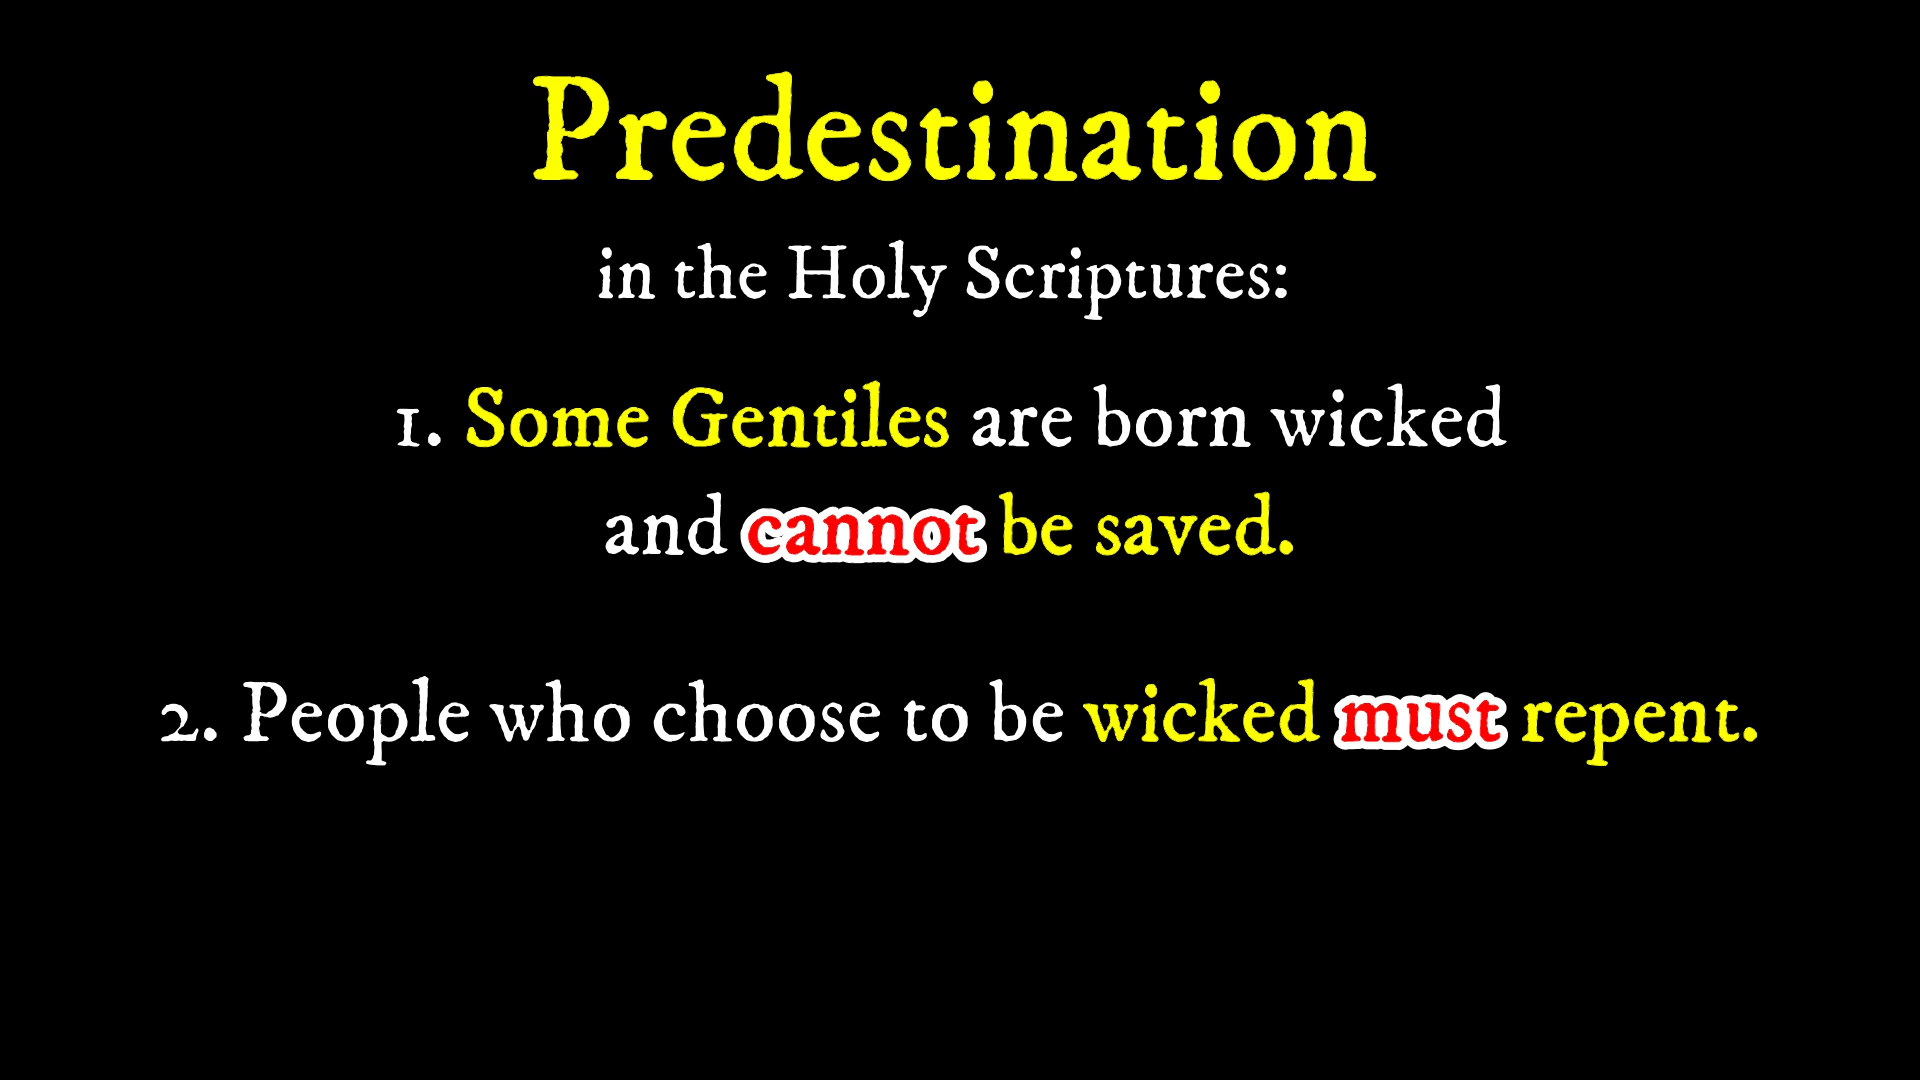 Predestination
in the Holy Scriptures:
1. Some Gentiles are born wicked
and cannot be saved.
2. People who choose to be wicked must repent.